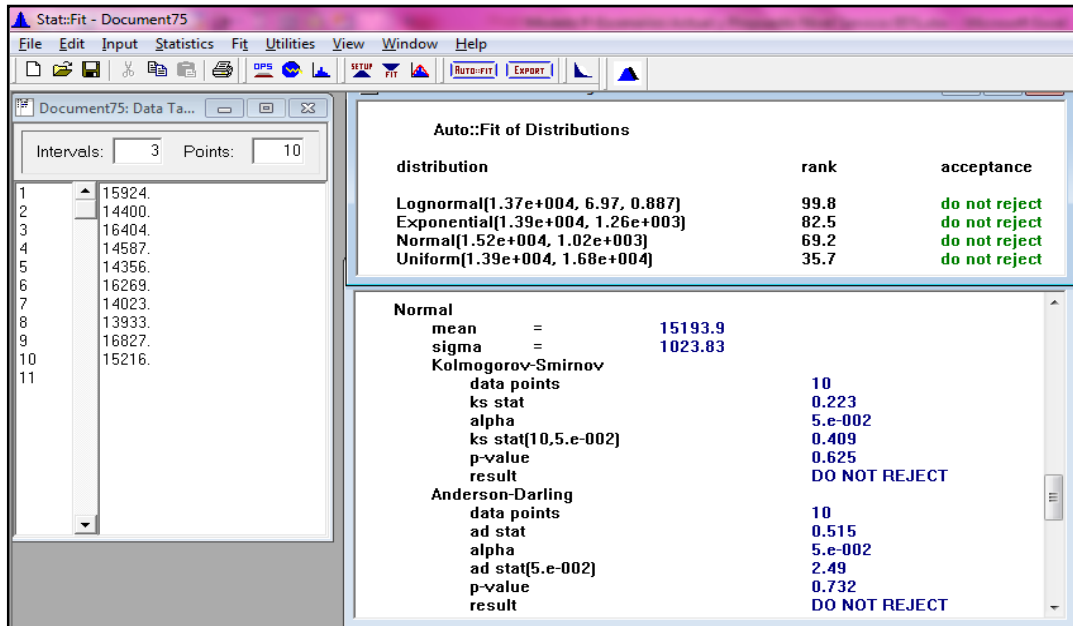 Stat::Fit - Document75
File Edit Input Statistics Fit Utilities View Window Help
OPS SETUP FIT AUTO::FIT EXPORT
Document75: Data Ta...
Intervals: 3 Points: 10
1 15924.
2 14400.
3 16404.
4 14587.
5 14356.
6 16269.
7 14023.
8 13933.
9 16827.
10 15216.
11
Auto::Fit of Distributions
distribution rank acceptance
Lognormal(1.37e+004, 6.97, 0.887) 99.8 do not reject
Exponential(1.39e+004, 1.26e+003) 82.5 do not reject
Normal(1.52e+004, 1.02e+003) 69.2 do not reject
Uniform(1.39e+004, 1.68e+004) 35.7 do not reject
Normal
mean = 15193.9
sigma = 1023.83
Kolmogorov-Smirnov
data points 10
ks stat 0.223
alpha 5.e-002
ks stat(10,5.e-002) 0.409
p-value 0.625
result DO NOT REJECT
Anderson-Darling
data points 10
ad stat 0.515
alpha 5.e-002
ad stat(5.e-002) 2.49
p-value 0.732
result DO NOT REJECT